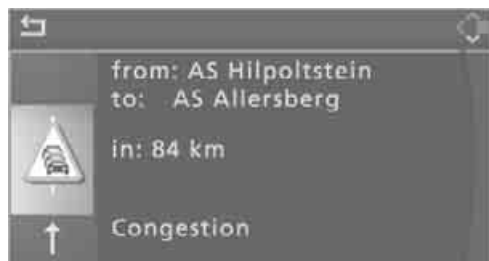 from: AS Hilpoltstein
to: AS Allersberg
in: 84 km
Congestion